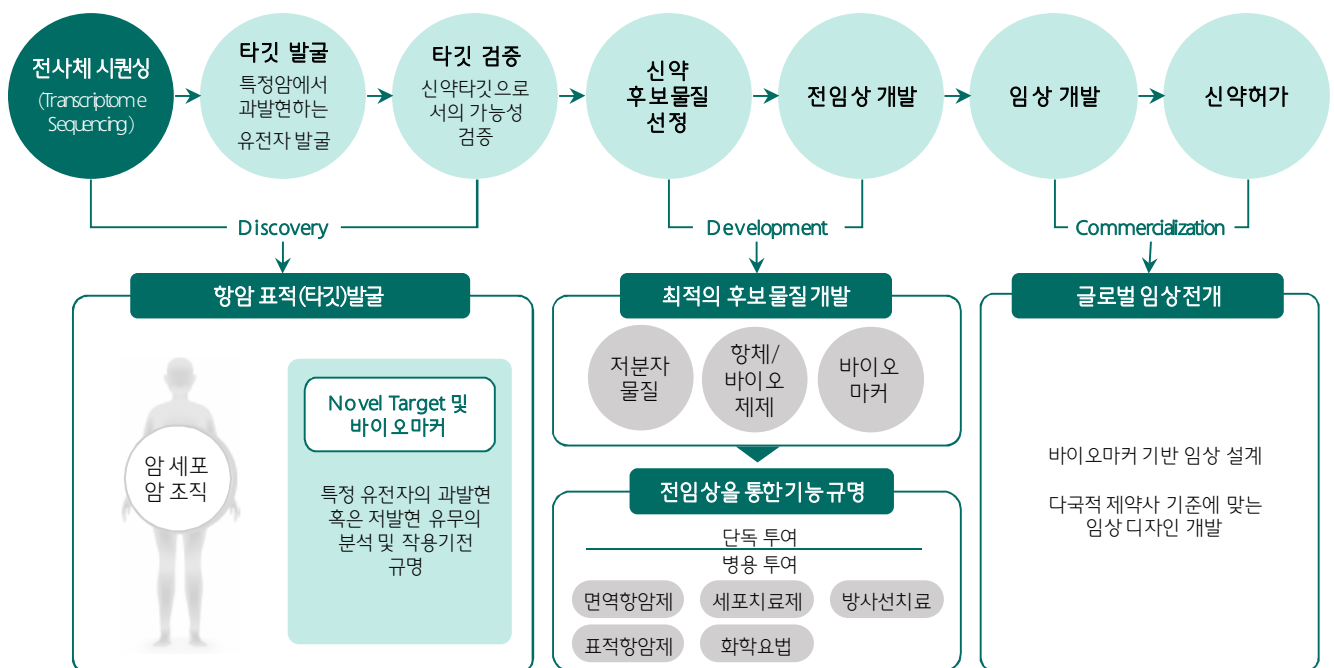 전사체 시퀀싱
(Transcriptome
Sequencing)
타깃 발굴
특정암에서
과발현하는
유전자 발굴
타깃 검증
신약타깃으로
서의 가능성
검증
신약
후보물질
선정
전임상 개발
임상 개발
신약허가
Discovery
Development
Commercialization
항암 표적(타깃)발굴
암 세포
암 조직
Novel Target 및
바이오마커
특정 유전자의 과발현
혹은 저발현 유무의
분석 및 작용기전
규명
최적의 후보물질개발
저분자
물질
항체/
바이오
제제
바이오
마커
전임상을 통한기능규명
단독 투여
병용 투여
면역항암제
세포치료제
방사선치료
표적항암제
화학요법
글로벌 임상전개
바이오마커 기반 임상 설계
다국적 제약사 기준에 맞는
임상 디자인 개발